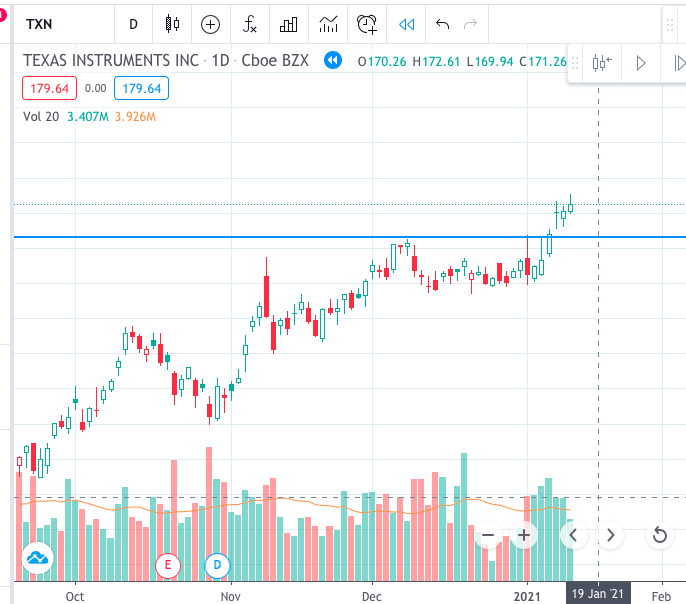 TXN D
TEXAS INSTRUMENTS INC · 1D · Cboe BZX O170.26 H172.61 L169.94 C171.26
179.64 0.00 179.64
Vol 20 3.407M 3.926M
E D
Oct Nov Dec 2021 19 Jan '21 Feb